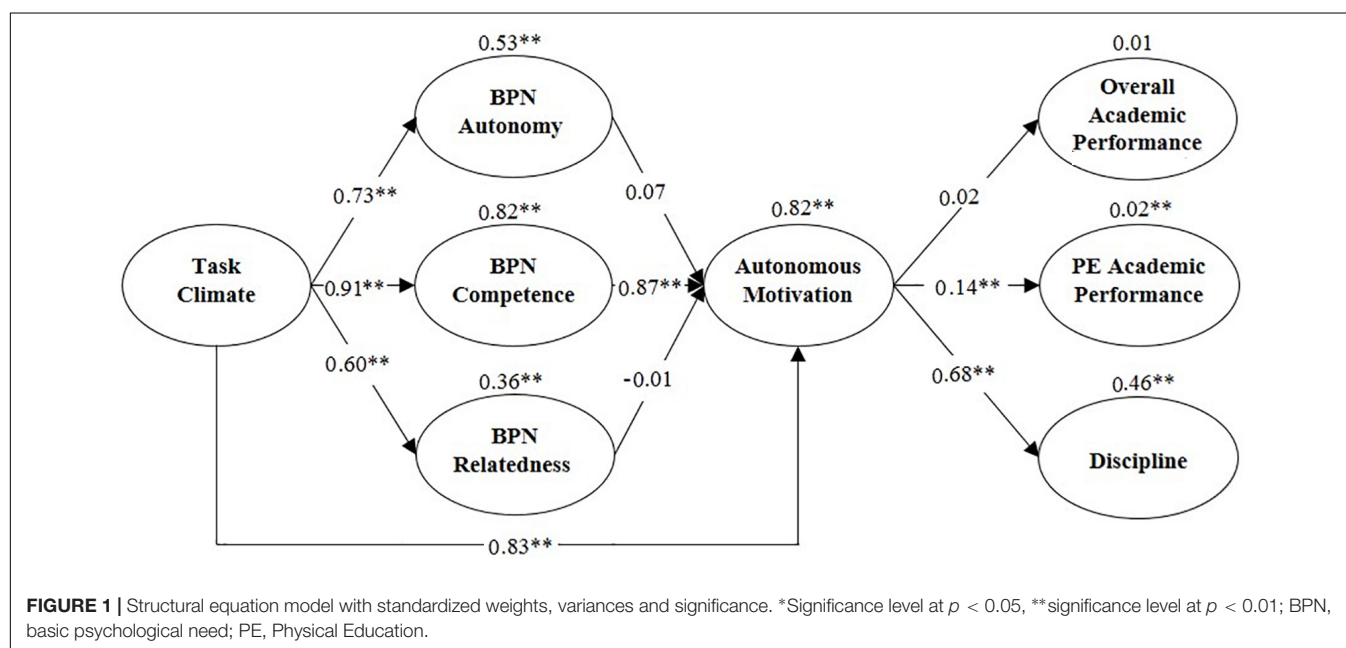 0.53**
0.01
BPN
Autonomy
Overall
Academic
Performance
0.73**
0.07
0.02
0.82**
0.82**
0.02**
Task
Climate
0.91**
BPN
Competence
0.87**
Autonomous
Motivation
0.14**
PE Academic
Performance
0.60**
0.36**
-0.01
0.68**
0.46**
BPN
Relatedness
Discipline
0.83**
FIGURE 1 | Structural equation model with standardized weights, variances and significance. *Significance level at p < 0.05, **significance level at p < 0.01; BPN,
basic psychological need; PE, Physical Education.